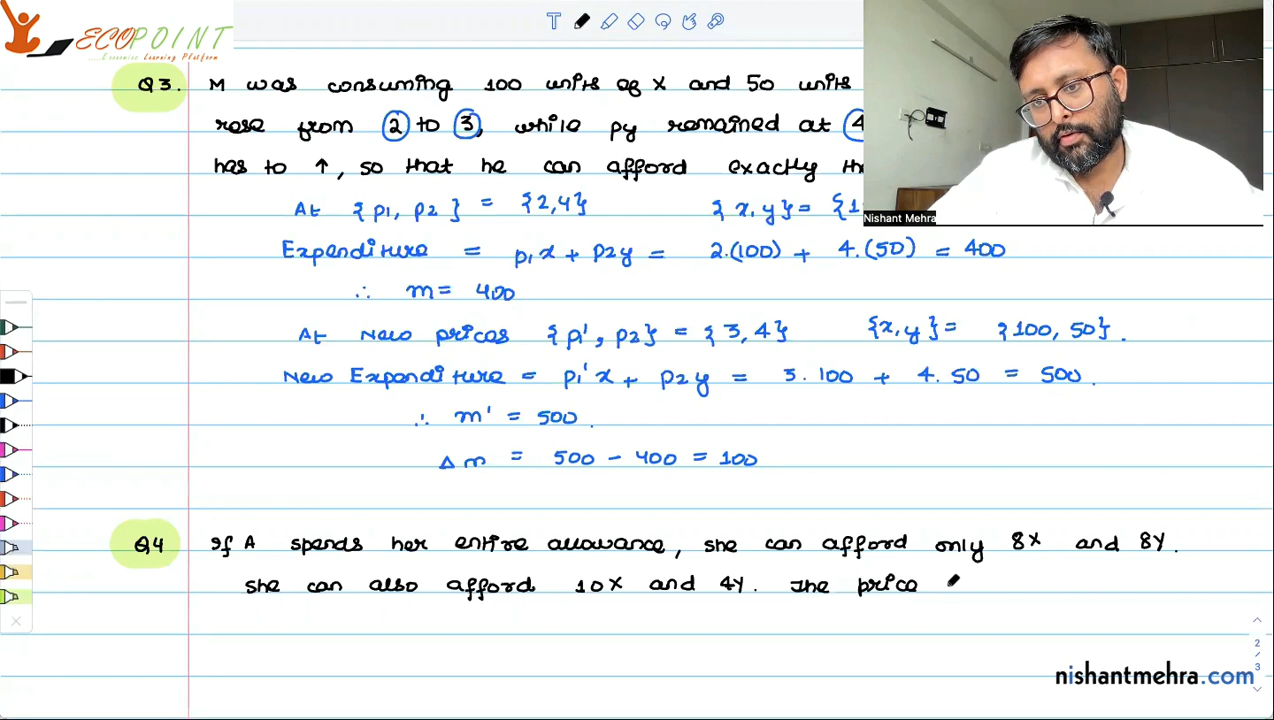 ECOPOINT
Economics Learning Platform
T
Q3. M was consuming 100 units of X and 50 units
rose from 2 to 3, while py remained at 4
has to ↑, so that he can afford exactly
At {p1, p2} = {2,4} {x,y} = {1
Expenditure = p1x + p2y = 2.(100) + 4.(50) = 400
∴ m = 400
At New prices {p1', p2} = {3,4} {x,y} = {100, 50}.
New Expenditure = p1'x + p2y = 3.100 + 4.50 = 500.
∴ m' = 500.
Δm = 500 - 400 = 100
Q4 If A spends her entire allowance, she can afford only 8X and 8Y.
she can also afford 10X and 4Y. The price
Nishant Mehra
2
/
3
nishantmehra.com